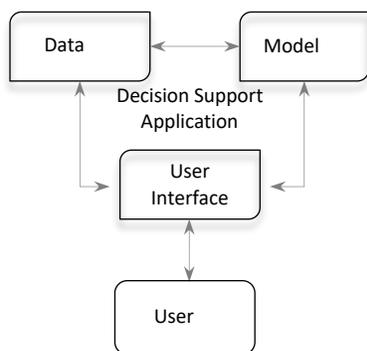 Data
Model
Decision Support
Application
User
Interface
User